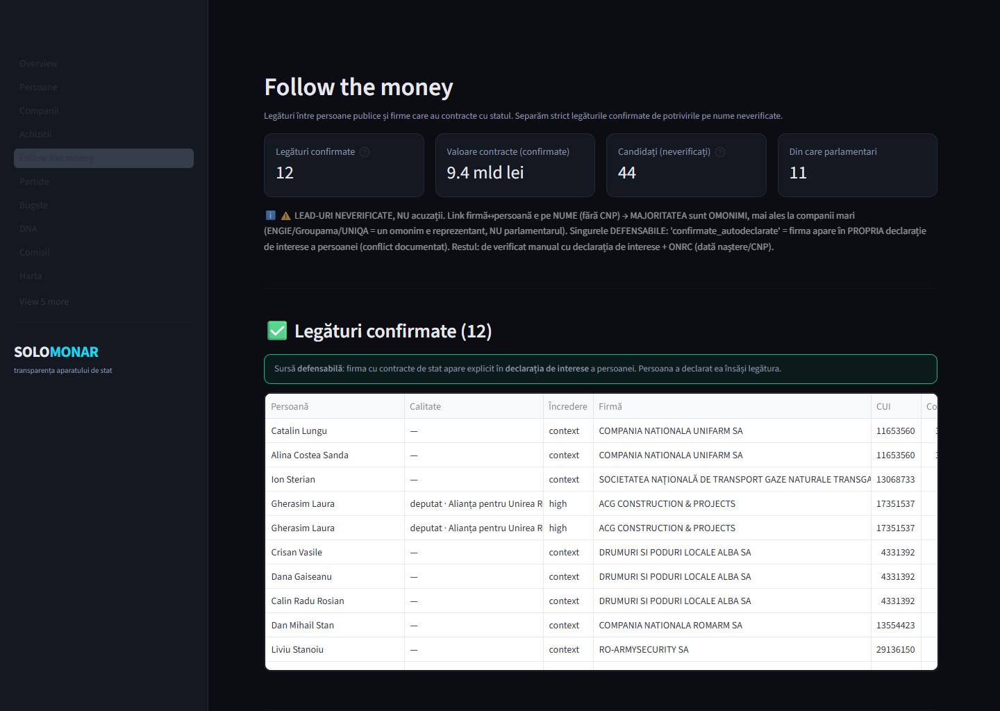 Overview
Persoane
Companii
Achizitii
Follow the money
Partide
Bugete
DNA
Comisii
Harta
View 5 more
SOLOMONAR
transparența aparatului de stat
Follow the money
Legături între persoane publice și firme care au contracte cu statul. Separăm strict legăturile confirmate de potrivirile pe nume neverificate.
Legături confirmate
12
Valoare contracte (confirmate)
9.4 mld lei
Candidați (neverificați)
44
Din care parlamentari
11
LEAD-URI NEVERIFICATE, NU acuzații. Link firmă↔persoană e pe NUME (fără CNP) → MAJORITATEA sunt OMONIMI, mai ales la companii mari
(ENGIE/Groupama/UNIQA = un omonim e reprezentant, NU parlamentarul). Singurele DEFENSABILE: 'confirmate_autodeclarate' = firma apare în PROPRIA declarație
de interese a persoanei (conflict documentat). Restul: de verificat manual cu declarația de interese + ONRC (dată naștere/CNP).
✅ Legături confirmate (12)
Sursă defensabilă: firma cu contracte de stat apare explicit în declarația de interese a persoanei. Persoana a declarat ea însăși legătura.
Persoană Calitate Încredere Firmă CUI Co
Catalin Lungu — context COMPANIA NATIONALA UNIFARM SA 11653560
Alina Costea Sanda — context COMPANIA NATIONALA UNIFARM SA 11653560
Ion Sterian — context SOCIETATEA NAȚIONALĂ DE TRANSPORT GAZE NATURALE TRANSGA 13068733
Gherasim Laura deputat · Alianța pentru Unirea R high ACG CONSTRUCTION & PROJECTS 17351537
Gherasim Laura deputat · Alianța pentru Unirea R high ACG CONSTRUCTION & PROJECTS 17351537
Crisan Vasile — context DRUMURI SI PODURI LOCALE ALBA SA 4331392
Dana Gaiseanu — context DRUMURI SI PODURI LOCALE ALBA SA 4331392
Calin Radu Rosian — context DRUMURI SI PODURI LOCALE ALBA SA 4331392
Dan Mihail Stan — context COMPANIA NATIONALA ROMARM SA 13554423
Liviu Stanoiu — context RO-ARMYSECURITY SA 29136150